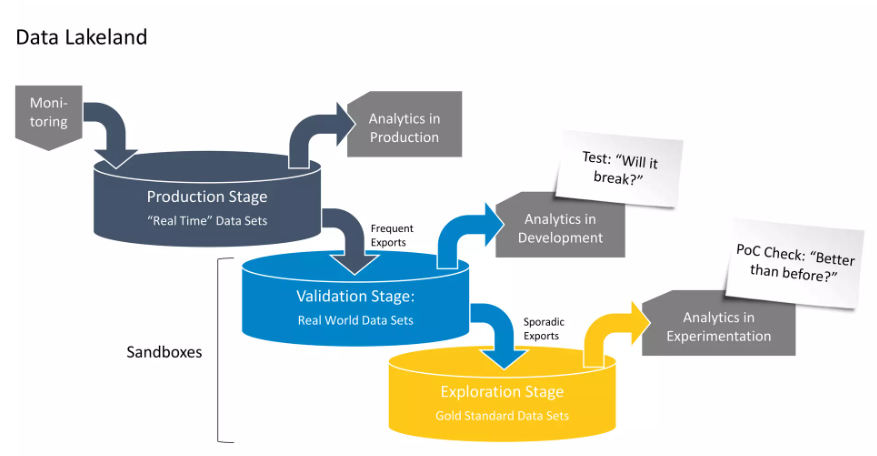 Data Lakeland
Moni-
toring
Analytics in
Production
Production Stage
“Real Time” Data Sets
Frequent
Exports
Test: “Will it
break?”
Analytics in
Development
Validation Stage:
Real World Data Sets
Sporadic
Exports
PoC Check: “Better
than before?”
Analytics in
Experimentation
Sandboxes
Exploration Stage
Gold Standard Data Sets